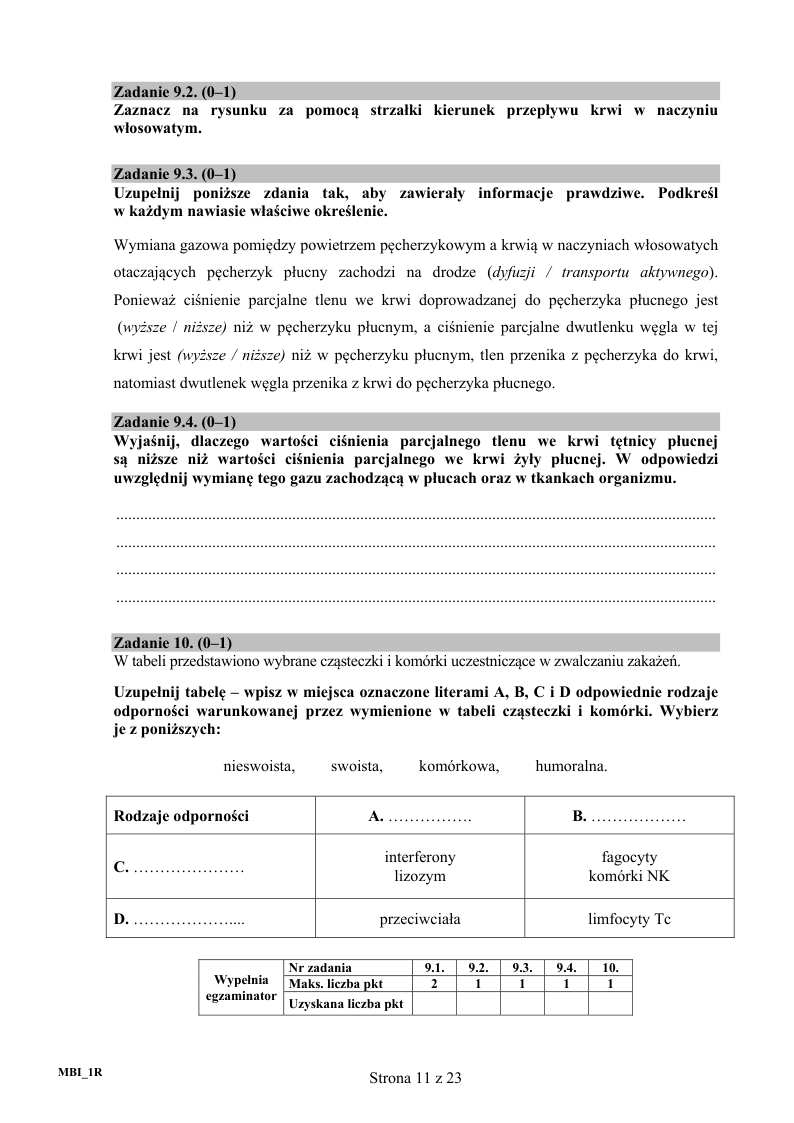 Zadanie 9.2. (0–1)
Zaznacz na rysunku za pomocą strzałki kierunek przepływu krwi w naczyniu
włosowatym.
Zadanie 9.3. (0–1)
Uzupełnij poniższe zdania tak, aby zawierały informacje prawdziwe. Podkreśl
w każdym nawiasie właściwe określenie.
Wymiana gazowa pomiędzy powietrzem pęcherzykowym a krwią w naczyniach włosowatych
otaczających pęcherzyk płucny zachodzi na drodze (dyfuzji / transportu aktywnego).
Ponieważ ciśnienie parcjalne tlenu we krwi doprowadzanej do pęcherzyka płucnego jest
(wyższe / niższe) niż w pęcherzyku płucnym, a ciśnienie parcjalne dwutlenku węgla w tej
krwi jest (wyższe / niższe) niż w pęcherzyku płucnym, tlen przenika z pęcherzyka do krwi,
natomiast dwutlenek węgla przenika z krwi do pęcherzyka płucnego.
Zadanie 9.4. (0–1)
Wyjaśnij, dlaczego wartości ciśnienia parcjalnego tlenu we krwi tętnicy płucnej
są niższe niż wartości ciśnienia parcjalnego we krwi żyły płucnej. W odpowiedzi
uwzględnij wymianę tego gazu zachodzącą w płucach oraz w tkankach organizmu.
Zadanie 10. (0–1)
W tabeli przedstawiono wybrane cząsteczki i komórki uczestniczące w zwalczaniu zakażeń.
Uzupełnij tabelę – wpisz w miejsca oznaczone literami A, B, C i D odpowiednie rodzaje
odporności warunkowanej przez wymienione w tabeli cząsteczki i komórki. Wybierz
je z poniższych:
nieswoista, swoista, komórkowa, humoralna.
Rodzaje odporności A. ……………. B. ………………
C. …………………
interferony
lizozym
fagocyty
komórki NK
D. ………………....
przeciwciała
limfocyty Tc
Wypełnia
egzaminator
Nr zadania 9.1. 9.2. 9.3. 9.4. 10.
Maks. liczba pkt 2 1 1 1 1
Uzyskana liczba pkt
MBI_1R
Strona 11 z 23